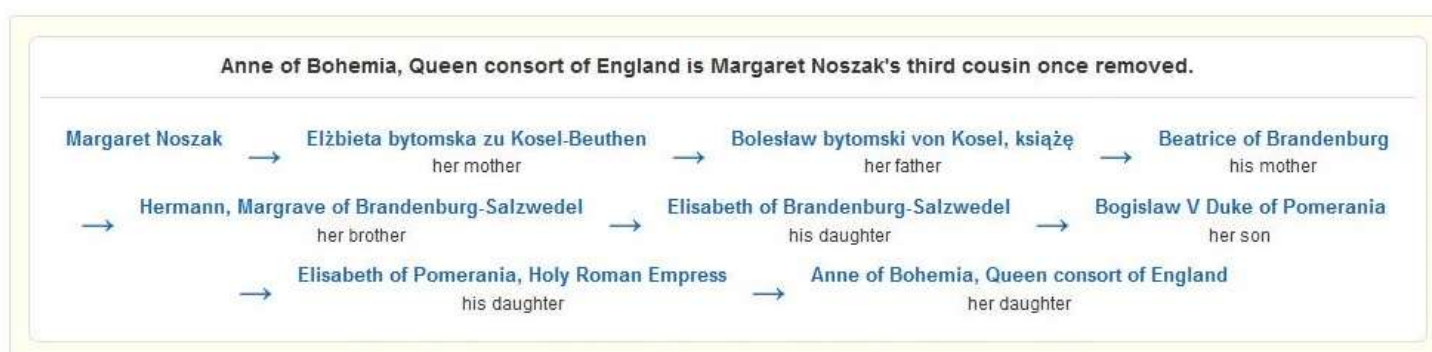 Anne of Bohemia, Queen consort of England is Margaret Noszak's third cousin once removed.
Margaret Noszak → Elżbieta bytomska zu Kosel-Beuthen → Bolesław bytomski von Kosel, książę → Beatrice of Brandenburg
her mother her father his mother
→ Hermann, Margrave of Brandenburg-Salzwedel → Elisabeth of Brandenburg-Salzwedel → Bogislaw V Duke of Pomerania
her brother his daughter her son
→ Elisabeth of Pomerania, Holy Roman Empress → Anne of Bohemia, Queen consort of England
his daughter her daughter